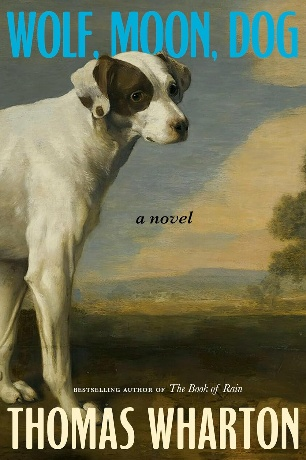 WOLF, MOON, DOG
a novel
BESTSELLING AUTHOR OF The Book of Rain
THOMAS WHARTON